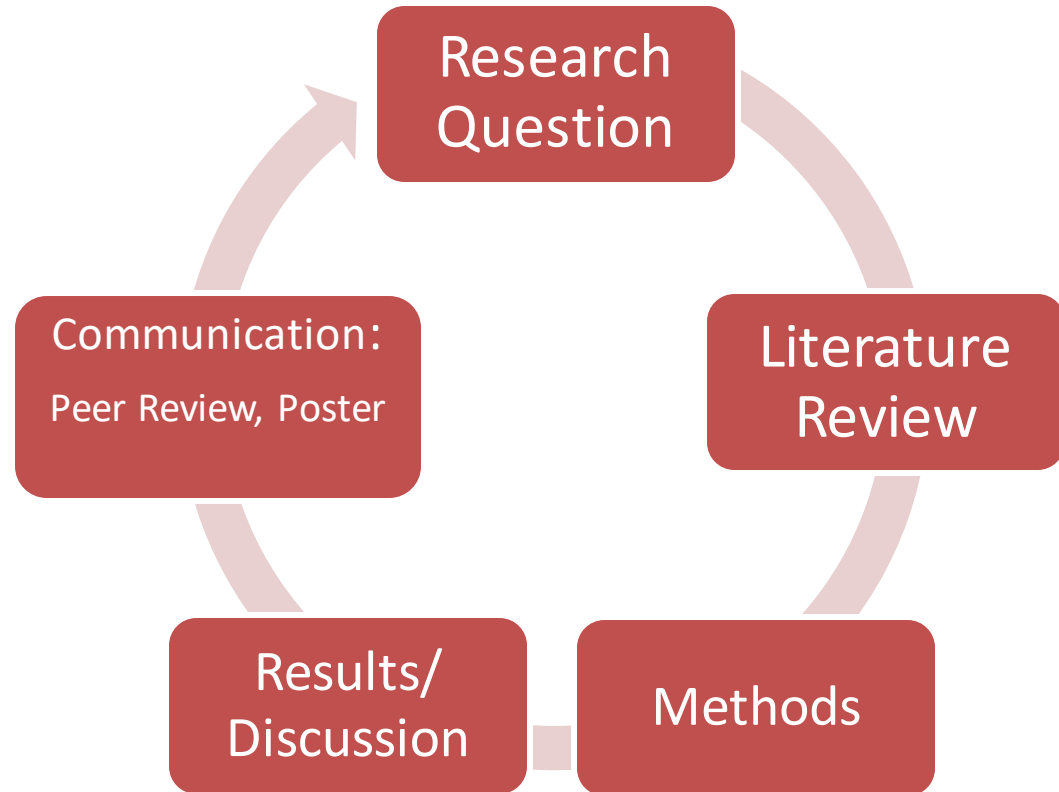 Research
Question
Literature
Review
Methods
Results/
Discussion
Communication:
Peer Review, Poster